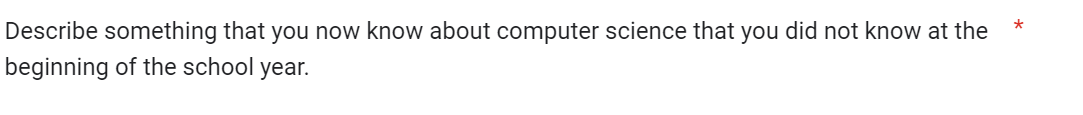 Describe something that you now know about computer science that you did not know at the *
beginning of the school year.